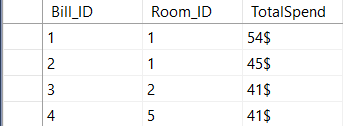 Bill_ID Room_ID TotalSpend
1 1 54$
2 1 45$
3 2 41$
4 5 41$